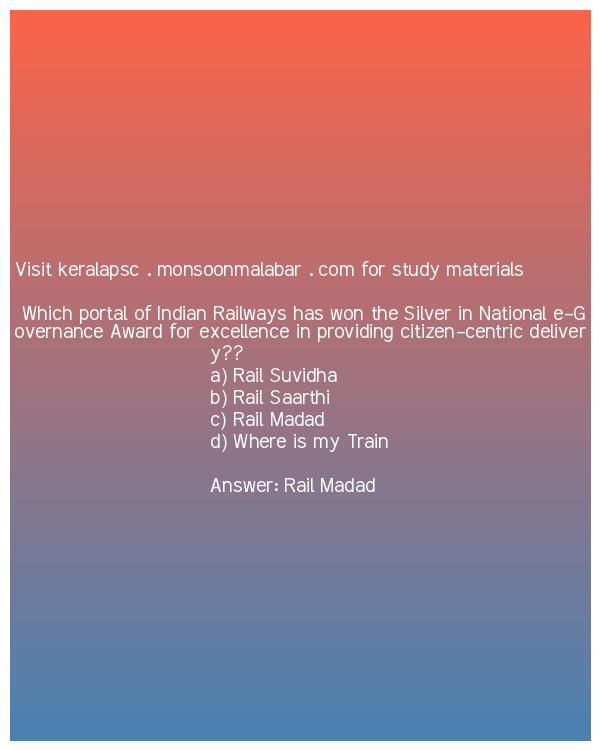 Visit keralapsc . monsoonmalabar . com for study materials
Which portal of Indian Railways has won the Silver in National e-G
overnance Award for excellence in providing citizen-centric deliver
y??
a) Rail Suvidha
b) Rail Saarthi
c) Rail Madad
d) Where is my Train
Answer: Rail Madad